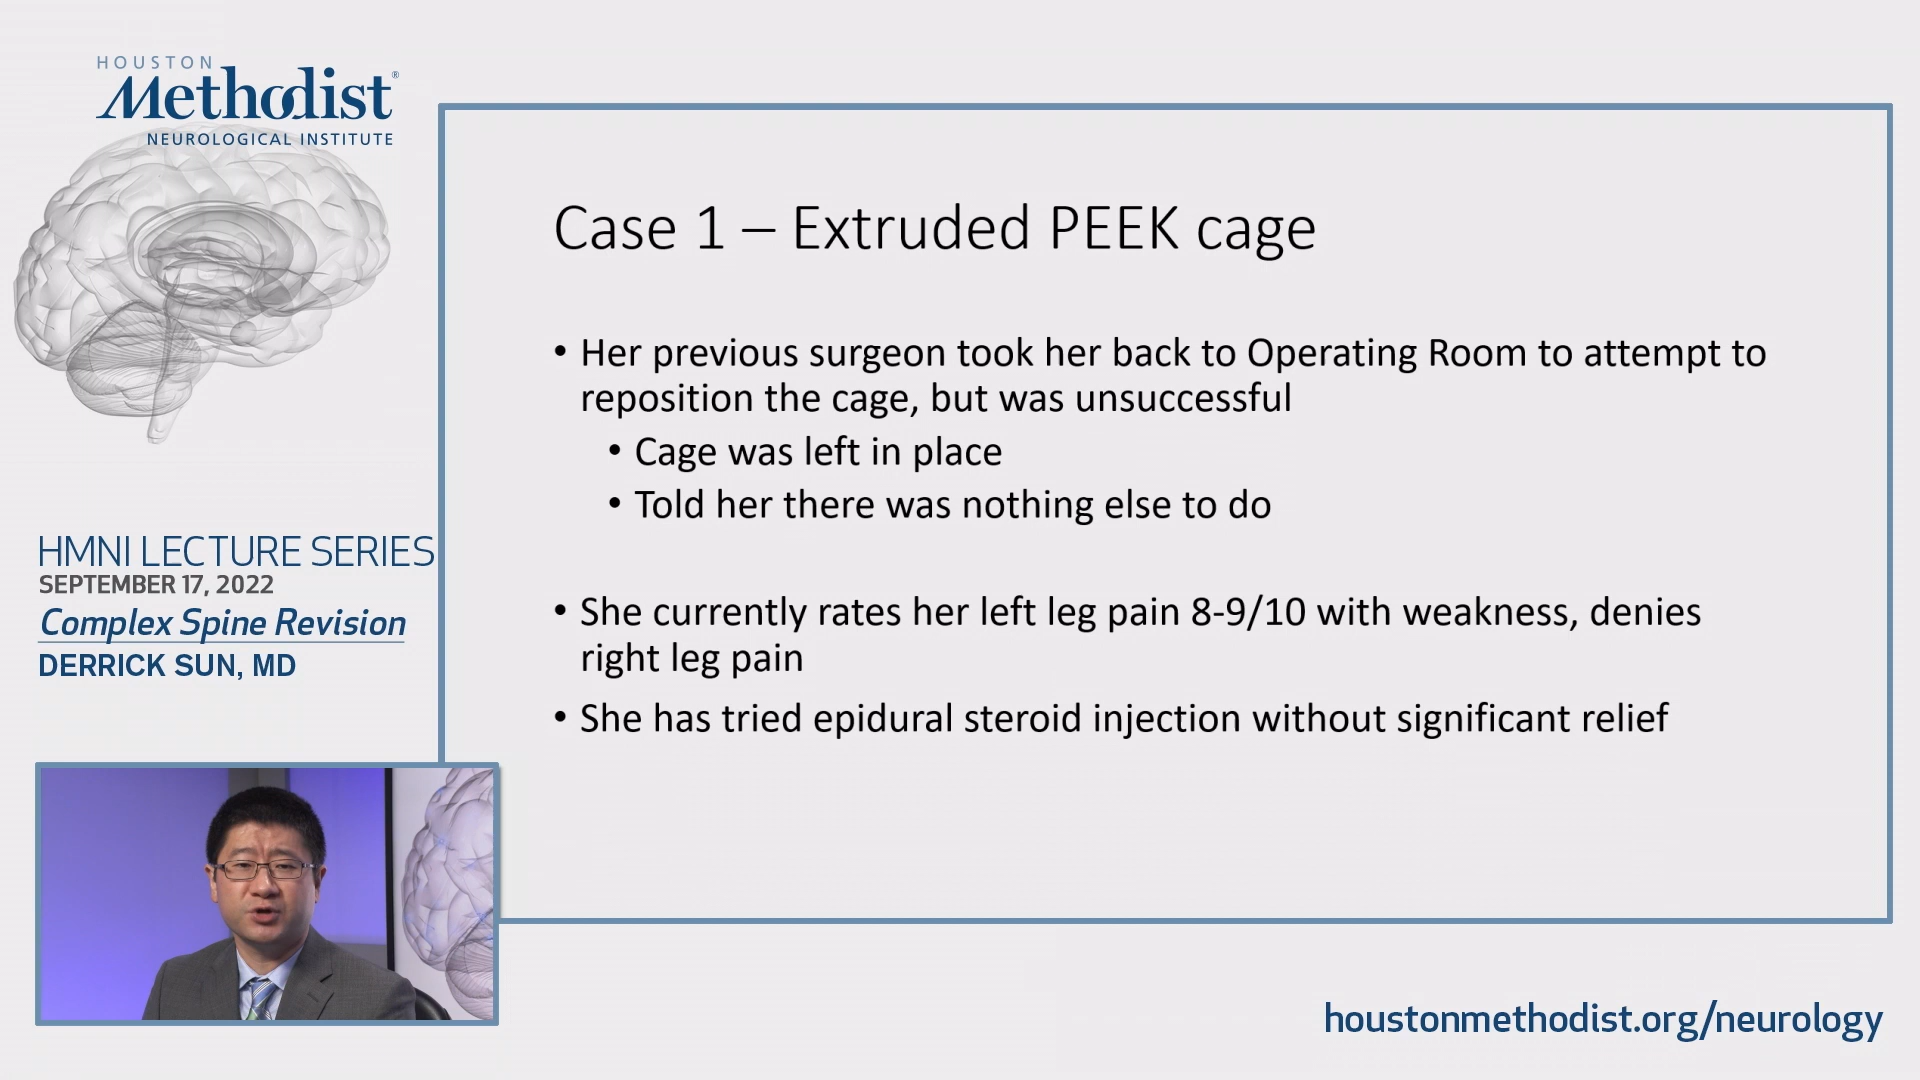 HOUSTON
Methodist®
NEUROLOGICAL INSTITUTE
Case 1 – Extruded PEEK cage
• Her previous surgeon took her back to Operating Room to attempt to
reposition the cage, but was unsuccessful
• Cage was left in place
• Told her there was nothing else to do
• She currently rates her left leg pain 8-9/10 with weakness, denies
right leg pain
• She has tried epidural steroid injection without significant relief
HMNI LECTURE SERIES
SEPTEMBER 17, 2022
Complex Spine Revision
DERRICK SUN, MD
houstonmethodist.org/neurology